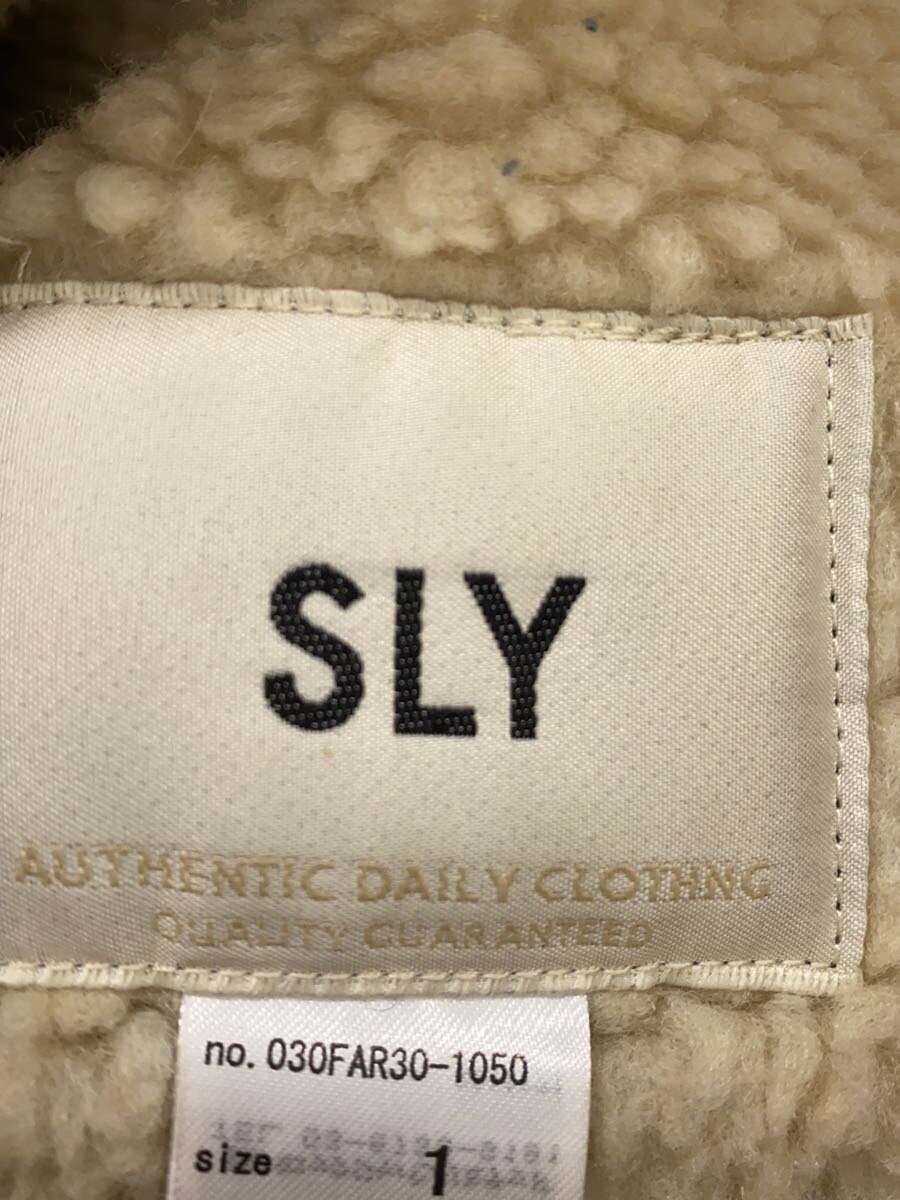 SLY
AUTHENTIC DAILY CLOTHNG
QUALITY GUARANTEED
no.030FAR30-1050
size 1